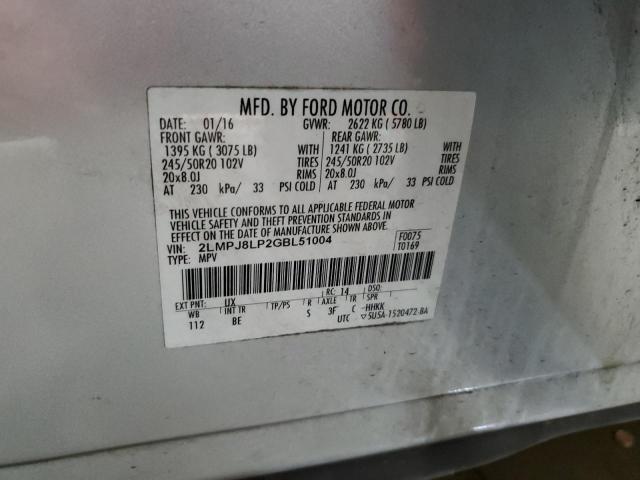 MFD. BY FORD MOTOR CO.
DATE: 01/16 GVWR: 2622 KG ( 5780 LB)
FRONT GAWR: REAR GAWR:
1395 KG ( 3075 LB) WITH 1241 KG ( 2735 LB) WITH
245/50R20 102V TIRES 245/50R20 102V TIRES
20x8.0J RIMS 20x8.0J RIMS
AT 230 kPa/ 33 PSI COLD AT 230 kPa/ 33 PSI COLD
THIS VEHICLE CONFORMS TO ALL APPLICABLE FEDERAL MOTOR
VEHICLE SAFETY AND THEFT PREVENTION STANDARDS IN
EFFECT ON THE DATE OF MANUFACTURE SHOWN ABOVE.
VIN: 2LMPJ8LP2GBL51004 F0075
TYPE: MPV T0169
EXT PNT: UX RC: 14 DSO:
WB INT TR TP/PS R AXLE TR SPR
112 BE 5 3F C HHKK
UTC ▽5U5A-1520472-BA